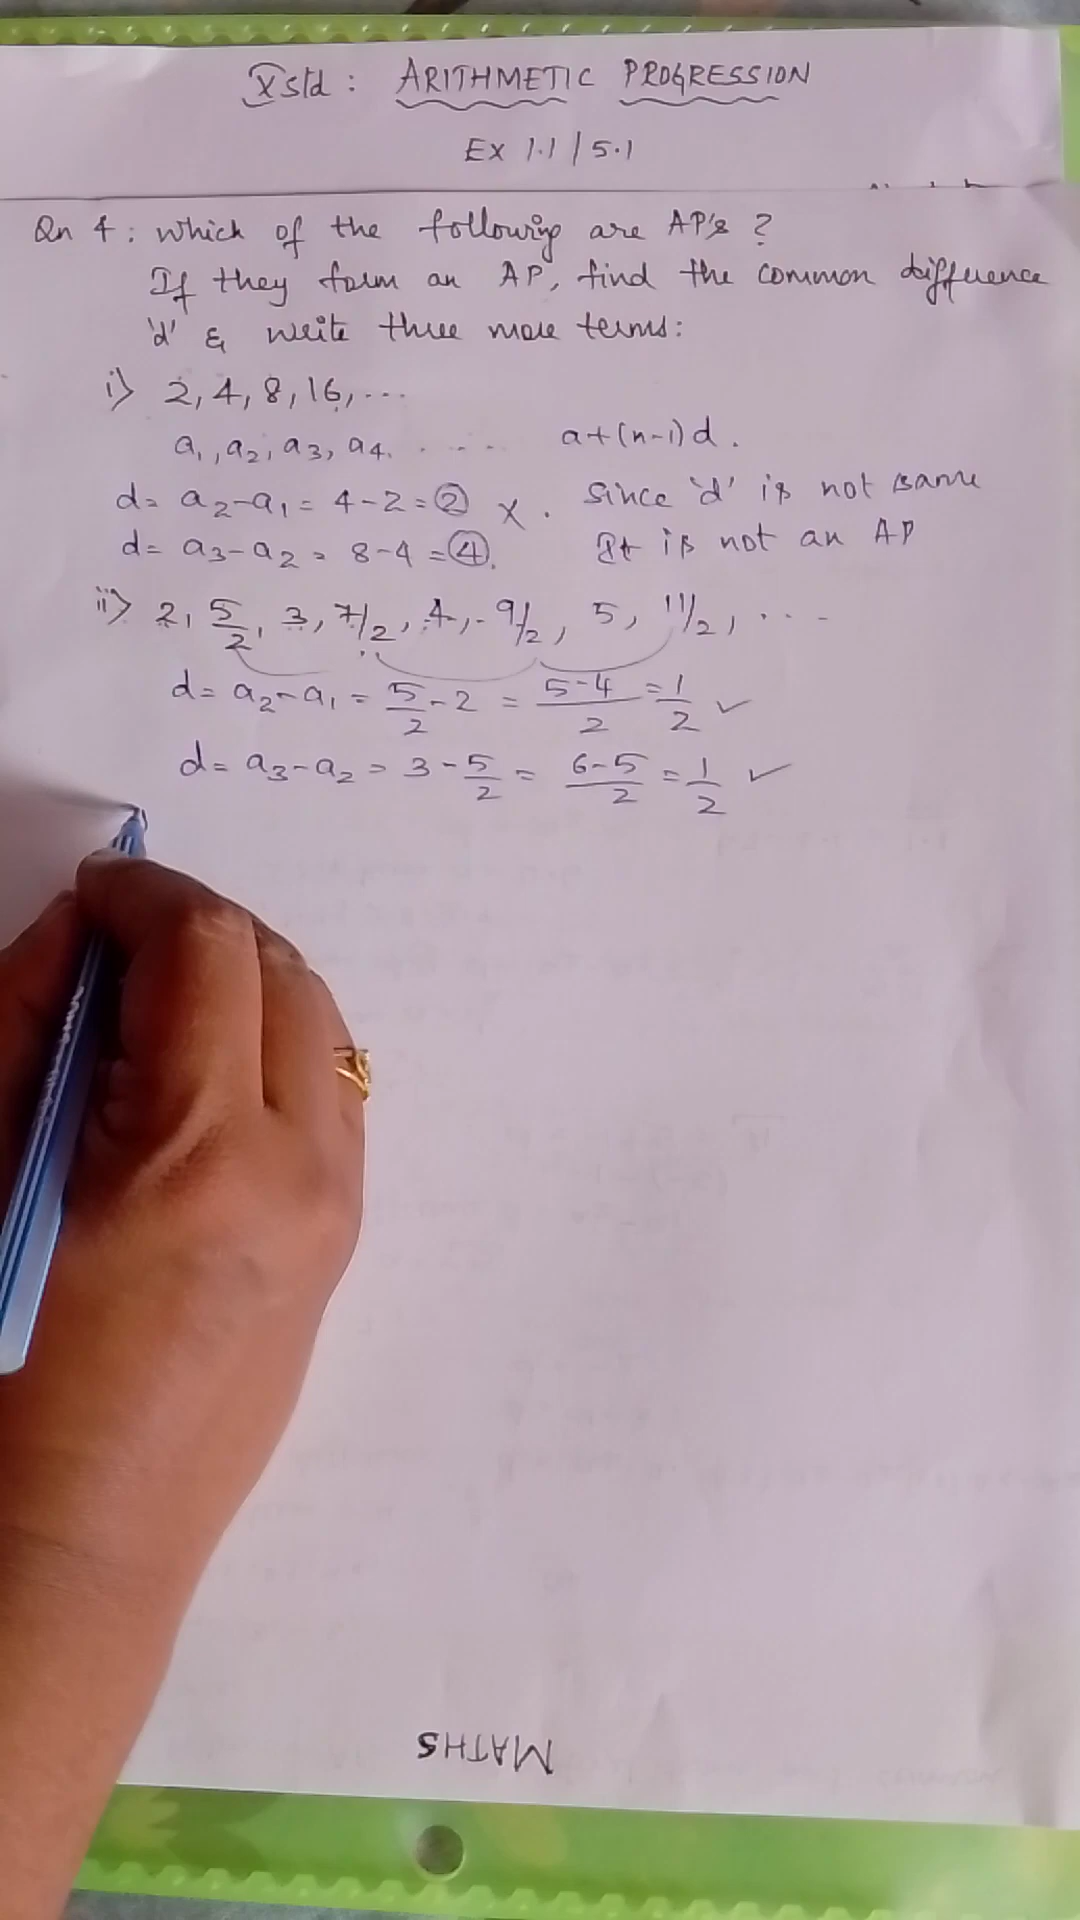 X std : ARITHMETIC PROGRESSION
Ex 1.1 / 5.1
Qn 4 : which of the following are AP's ?
If they form an AP, find the common difference
'd' & write three more terms:
i) 2, 4, 8, 16, ...
a1, a2, a3, a4. . . . . . a+(n-1)d.
d= a2-a1 = 4-2 = 2 X . Since 'd' is not same
d= a3-a2 = 8-4 = 4. It is not an AP
ii) 2, 5/2, 3, 7/2, 4, 9/2, 5, 11/2, ...
d= a2-a1 = 5/2 - 2 = 5-4/2 = 1/2 ✓
d= a3-a2 = 3 - 5/2 = 6-5/2 = 1/2 ✓
MATHS